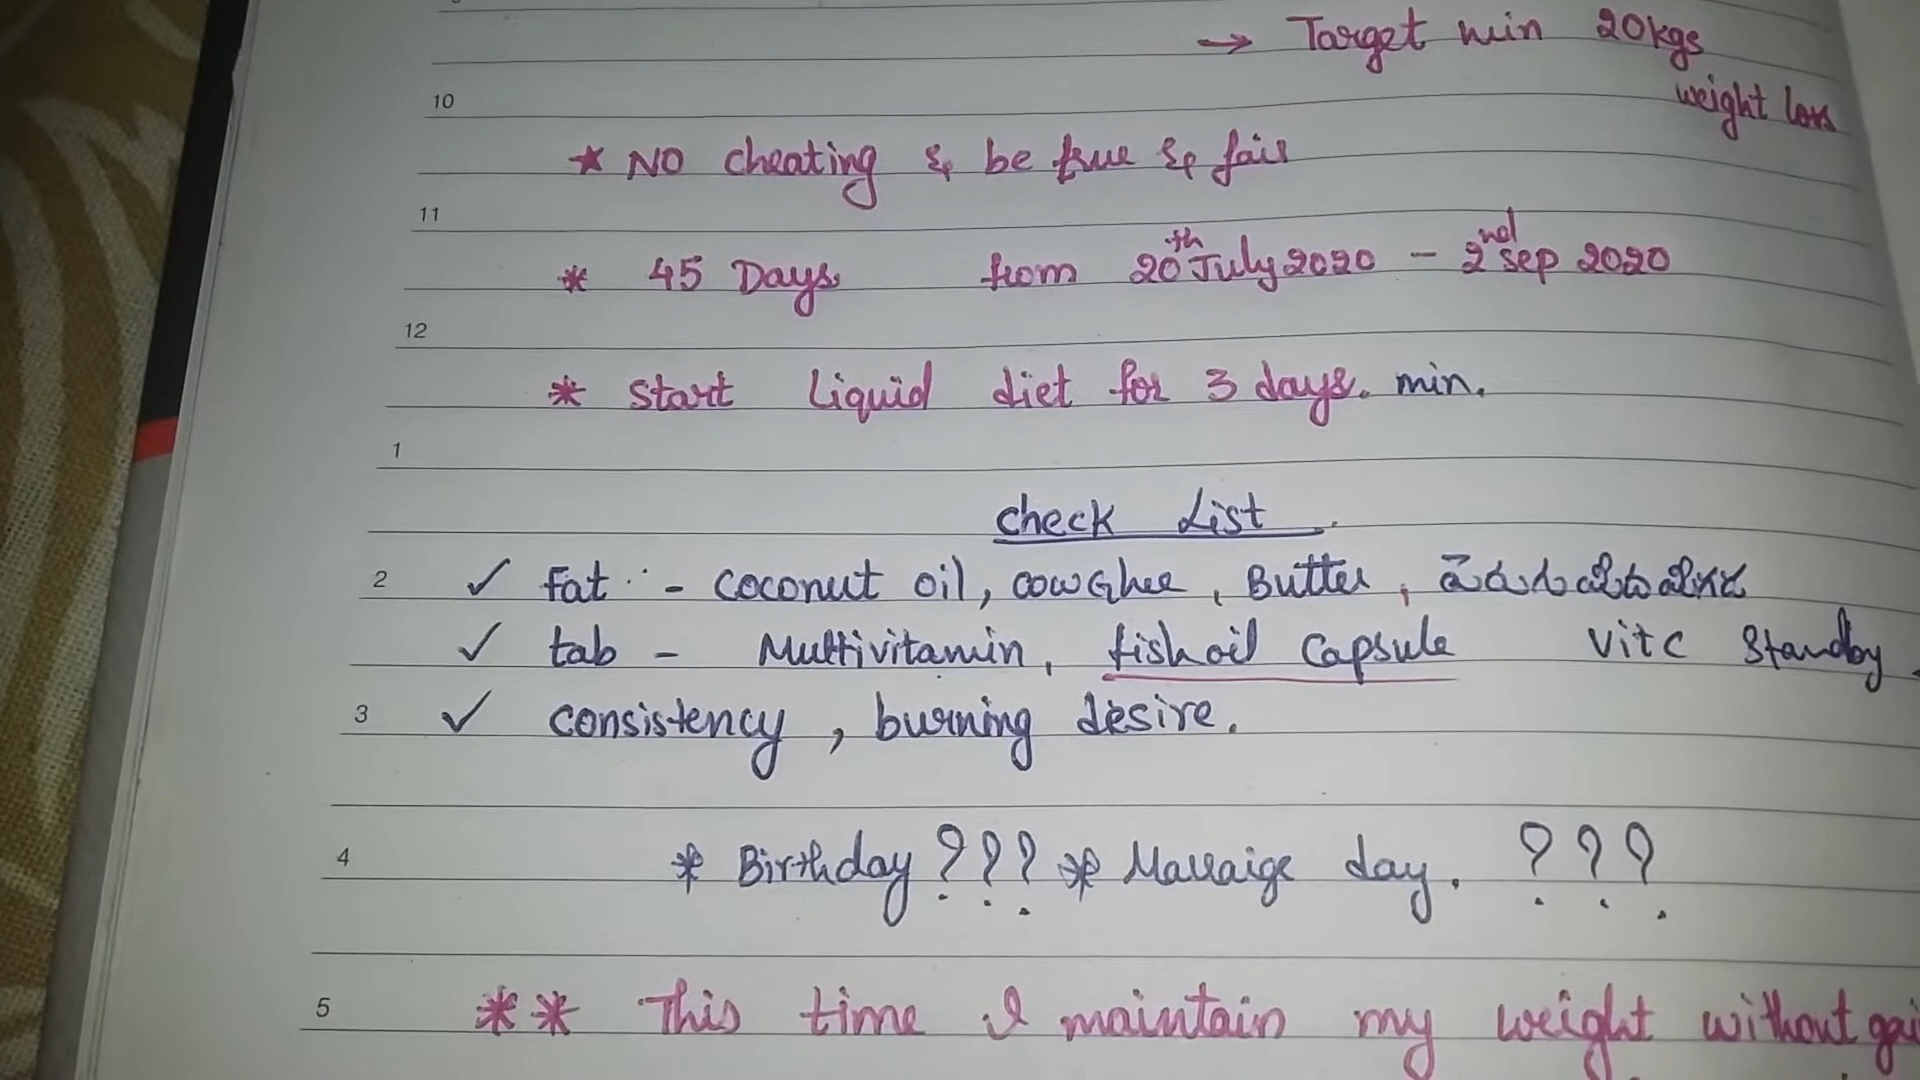 → Target min 20kgs
weight loss
10
* NO cheating & be true & fair
11
* 45 Days from 20th July 2020 - 2nd Sep 2020
12
* Start Liquid diet for 3 days. min.
1
Check List
2 ✓ Fat :- Coconut oil, cowGhee, Butter,
✓ tab - Multivitamin, fishoil Capsule Vitc Standby
3 ✓ consistency, burning desire.
4 * Birthday ??? * Marraige day. ???
5 ** This time I maintain my weight without